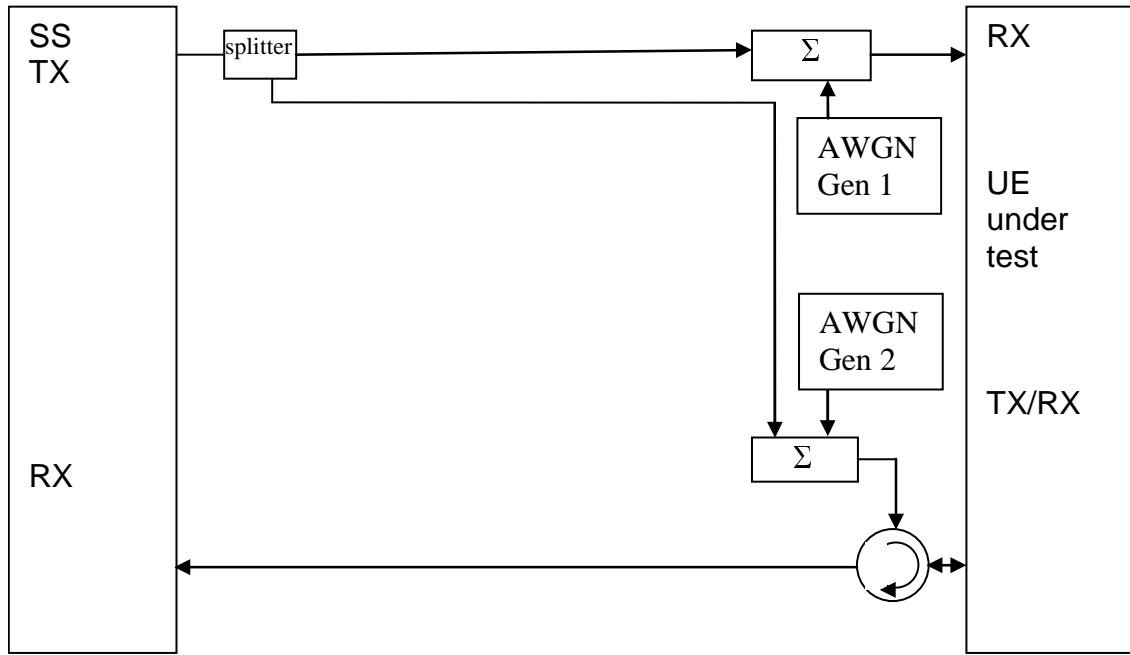 SS
TX
RX
splitter
Σ
AWGN
Gen 1
AWGN
Gen 2
Σ
RX
UE
under
test
TX/RX